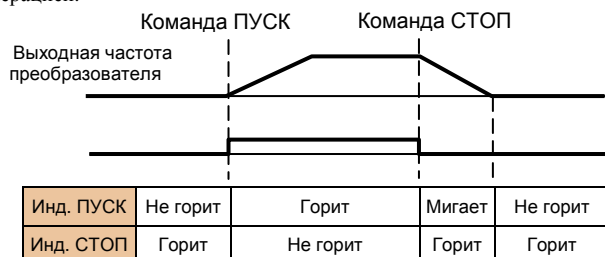 Команда ПУСК Команда СТОП
Выходная частота
преобразователя
Инд. ПУСК Не горит Горит Мигает Не горит
Инд. СТОП Горит Не горит Горит Горит